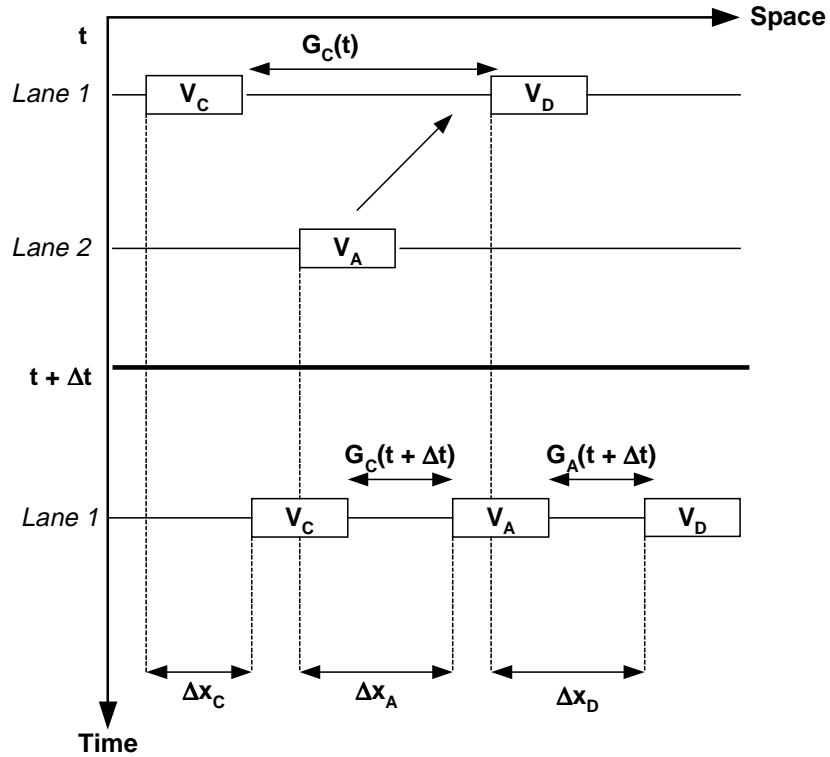 Space
t
G_C(t)
Lane 1
V_C
V_D
Lane 2
V_A
t + Δt
G_C(t + Δt)
G_A(t + Δt)
Lane 1
V_C
V_A
V_D
Δx_C
Δx_A
Δx_D
Time